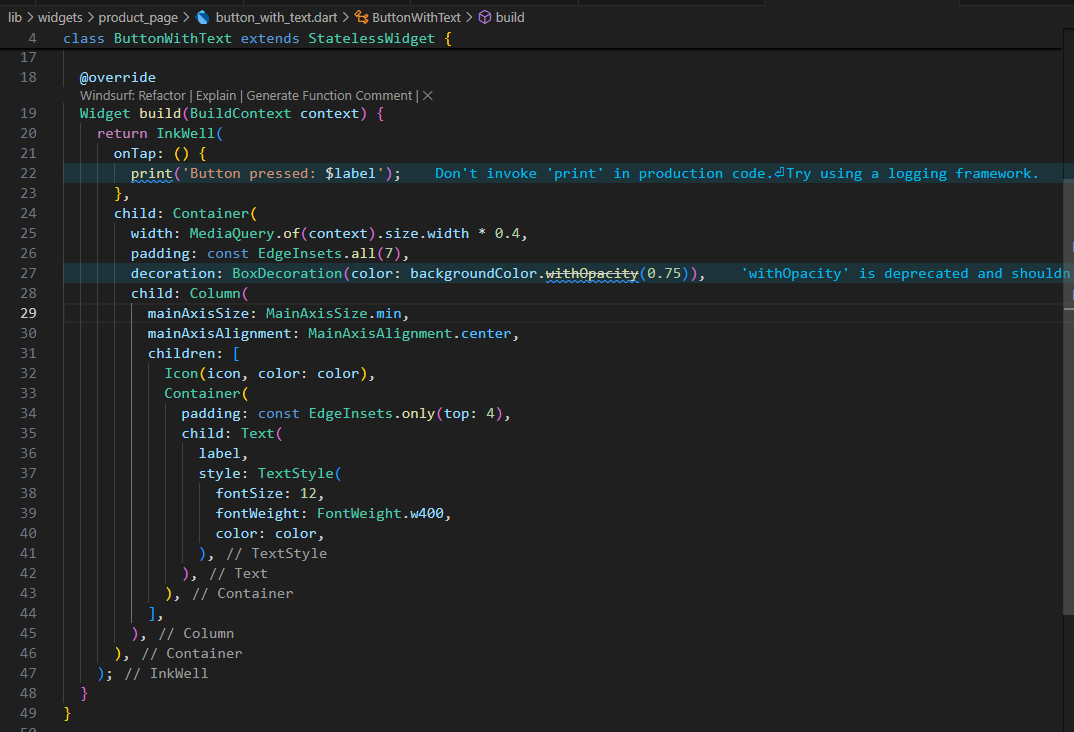 lib > widgets > product_page > button_with_text.dart > ButtonWithText > build
4 class ButtonWithText extends StatelessWidget {
17
18 @override
Windsurf: Refactor | Explain | Generate Function Comment | ×
19 Widget build(BuildContext context) {
20 return InkWell(
21 onTap: () {
22 print('Button pressed: $label'); Don't invoke 'print' in production code.⏎Try using a logging framework.
23 },
24 child: Container(
25 width: MediaQuery.of(context).size.width * 0.4,
26 padding: const EdgeInsets.all(7),
27 decoration: BoxDecoration(color: backgroundColor.withOpacity(0.75)), 'withOpacity' is deprecated and shouldn
28 child: Column(
29 mainAxisSize: MainAxisSize.min,
30 mainAxisAlignment: MainAxisAlignment.center,
31 children: [
32 Icon(icon, color: color),
33 Container(
34 padding: const EdgeInsets.only(top: 4),
35 child: Text(
36 label,
37 style: TextStyle(
38 fontSize: 12,
39 fontWeight: FontWeight.w400,
40 color: color,
41 ), // TextStyle
42 ), // Text
43 ), // Container
44 ],
45 ), // Column
46 ), // Container
47 ); // InkWell
48 }
49 }